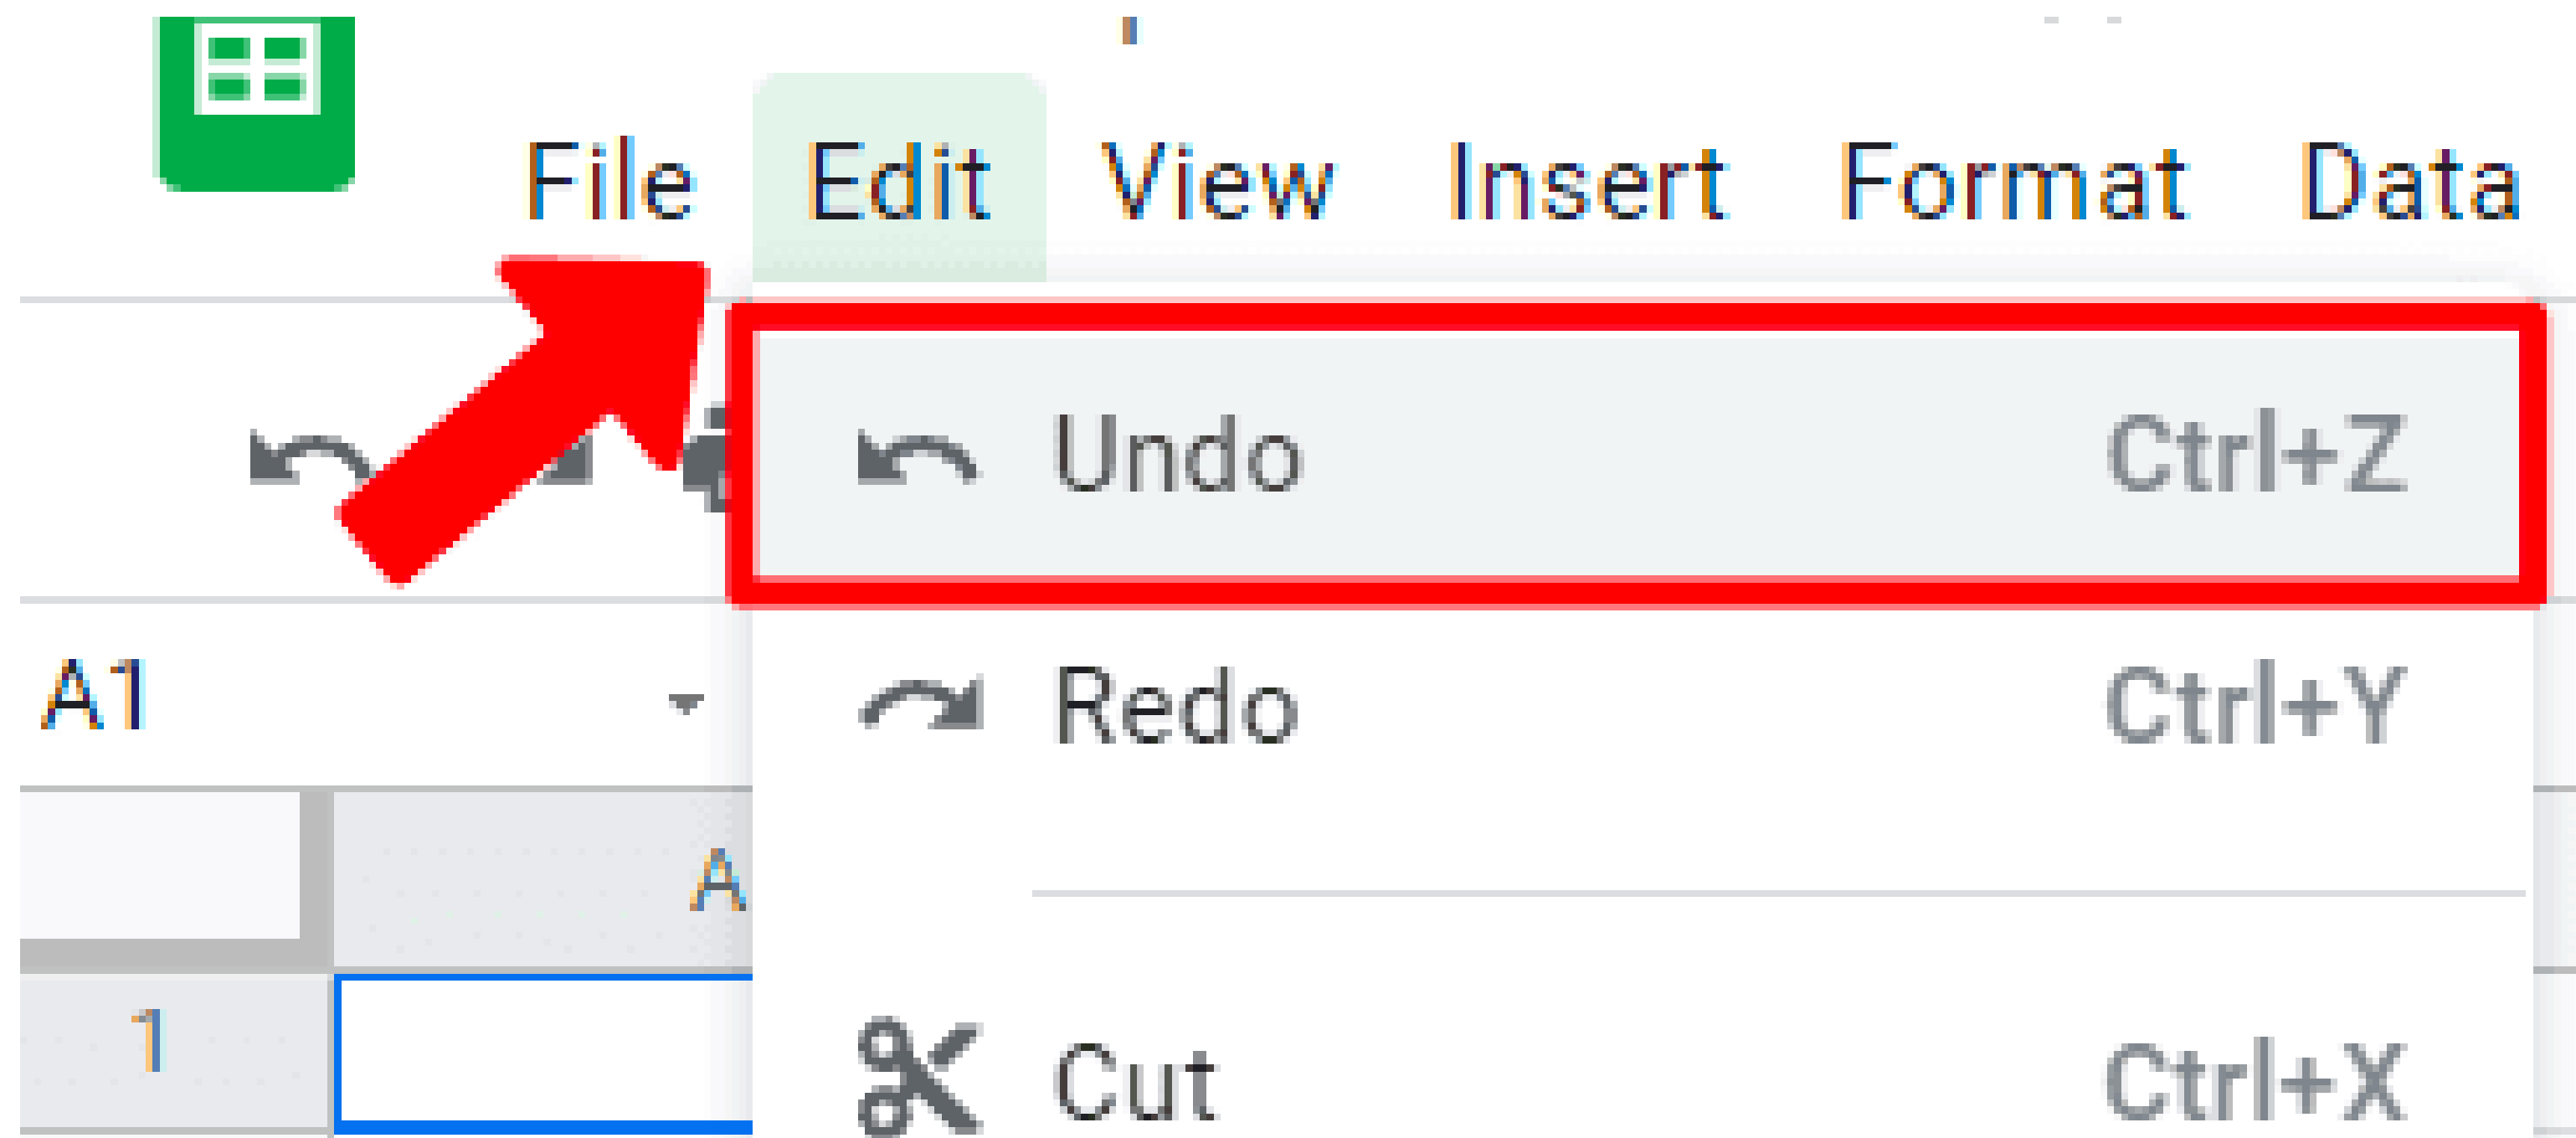 File Edit View Insert Format Data
Undo Ctrl+Z
A1
Redo Ctrl+Y
A
1
Cut Ctrl+X